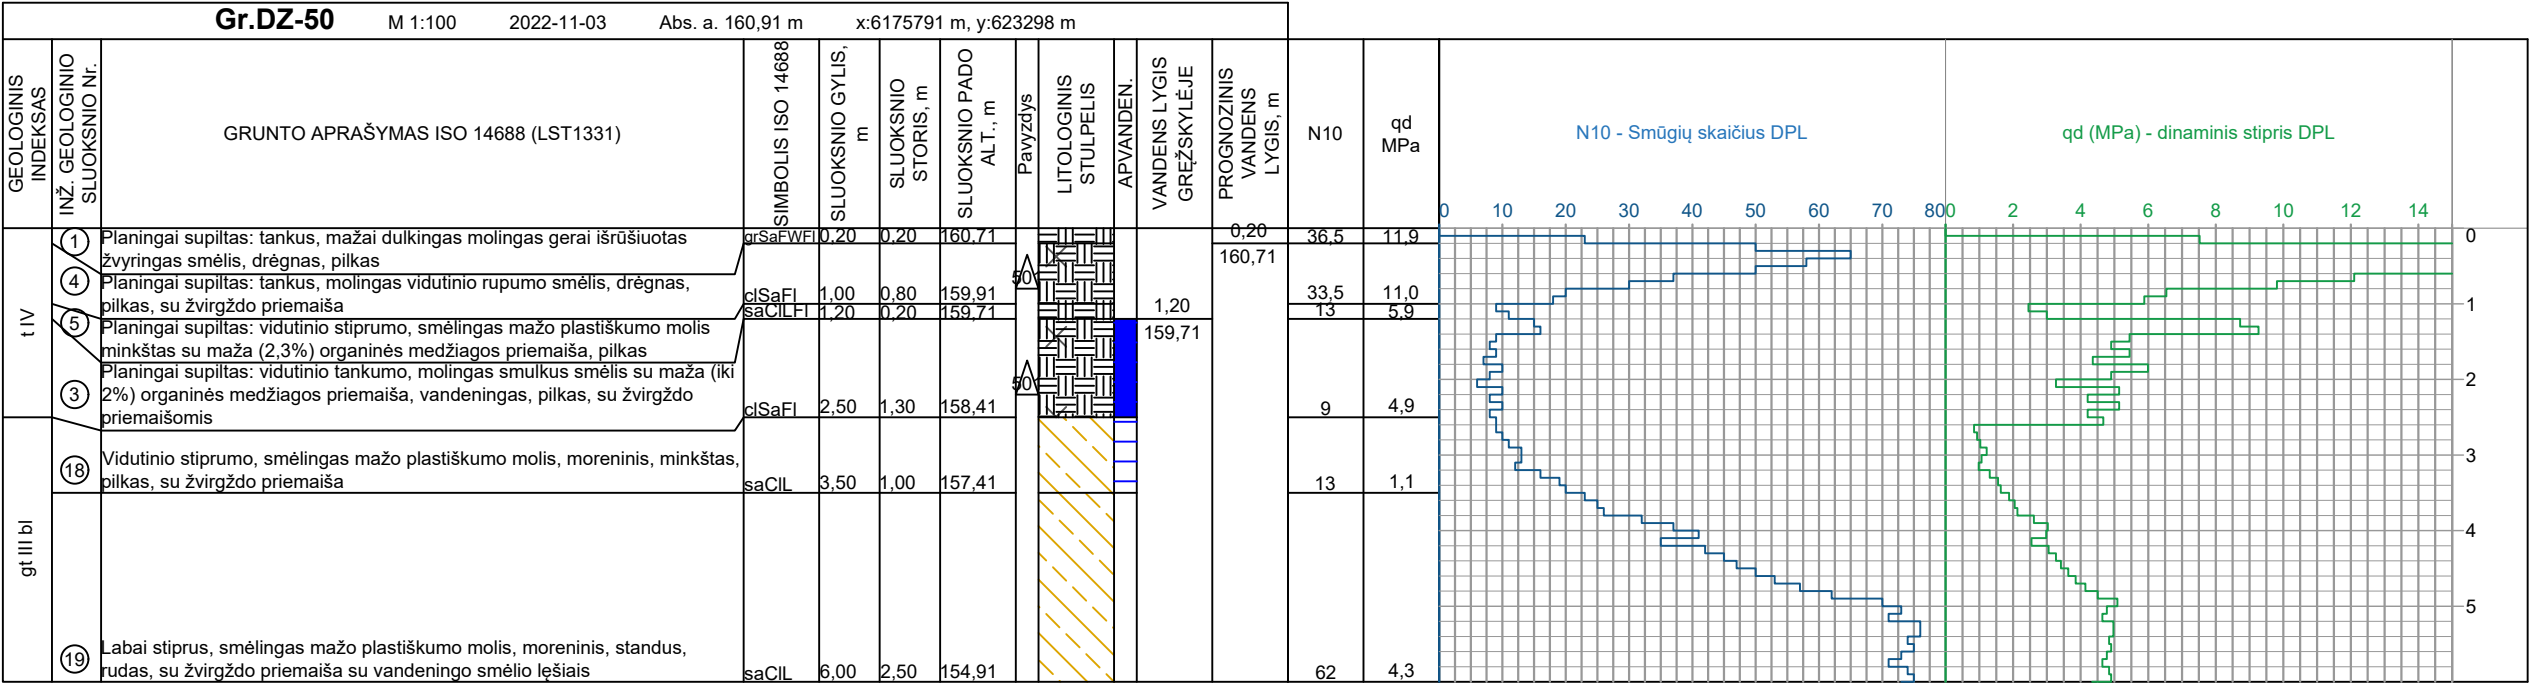 Gr.DZ-50 M 1:100 2022-11-03 Abs. a. 160,91 m x:6175791 m, y:623298 m
GEOLOGINIS
INDEKSAS
INŽ. GEOLOGINIO
SLUOKSNIO Nr.
GRUNTO APRAŠYMAS ISO 14688 (LST1331)
SIMBOLIS ISO 14688
SLUOKSNIO GYLIS,
m
SLUOKSNIO
STORIS, m
SLUOKSNIO PADO
ALT., m
Pavyzdys
LITOLOGINIS
STULPELIS
APVANDEN.
VANDENS LYGIS
GRĘŽSKYLĖJE
PROGNOZINIS
VANDENS
LYGIS, m
N10
qd
MPa
N10 - Smūgių skaičius DPL
qd (MPa) - dinaminis stipris DPL
0 10 20 30 40 50 60 70 80
0 2 4 6 8 10 12 14
t IV
1
Planingai supiltas: tankus, mažai dulkingas molingas gerai išrūšiuotas
žvyringas smėlis, drėgnas, pilkas
grSaFWFl 0,20 0,20 160,71
0,20
160,71
36,5 11,9
4
Planingai supiltas: tankus, molingas vidutinio rupumo smėlis, drėgnas,
pilkas, su žvirgždo priemaiša
clSaFl 1,00 0,80 159,91
50
33,5 11,0
5
Planingai supiltas: vidutinio stiprumo, smėlingas mažo plastiškumo molis
minkštas su maža (2,3%) organinės medžiagos priemaiša, pilkas
saClLFl 1,20 0,20 159,71
1,20
159,71
13 5,9
3
Planingai supiltas: vidutinio tankumo, molingas smulkus smėlis su maža (iki
2%) organinės medžiagos priemaiša, vandeningas, pilkas, su žvirgždo
priemaišomis
clSaFl 2,50 1,30 158,41
50
9 4,9
gt III bl
18
Vidutinio stiprumo, smėlingas mažo plastiškumo molis, moreninis, minkštas,
pilkas, su žvirgždo priemaiša
saClL 3,50 1,00 157,41
13 1,1
19
Labai stiprus, smėlingas mažo plastiškumo molis, moreninis, standus,
rudas, su žvirgždo priemaiša su vandeningo smėlio lęšiais
saClL 6,00 2,50 154,91
62 4,3
0
1
2
3
4
5